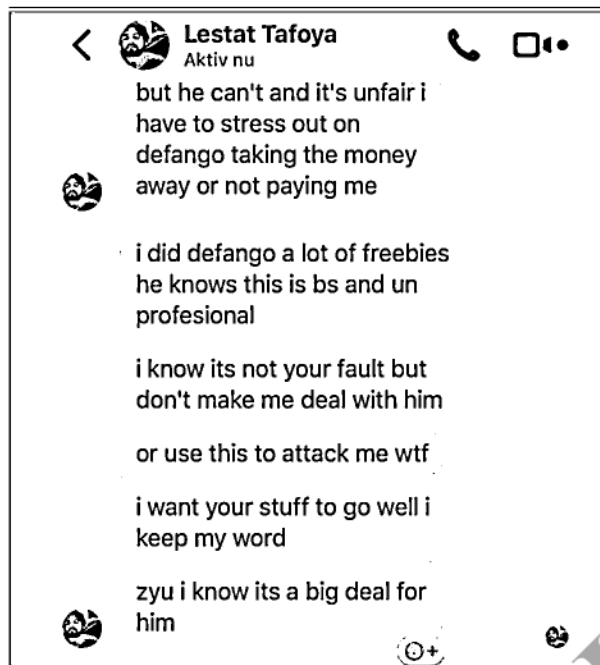 Lestat Tafoya
Aktiv nu
but he can't and it's unfair i
have to stress out on
defango taking the money
away or not paying me
i did defango a lot of freebies
he knows this is bs and un
profesional
i know its not your fault but
don't make me deal with him
or use this to attack me wtf
i want your stuff to go well i
keep my word
zyu i know its a big deal for
him